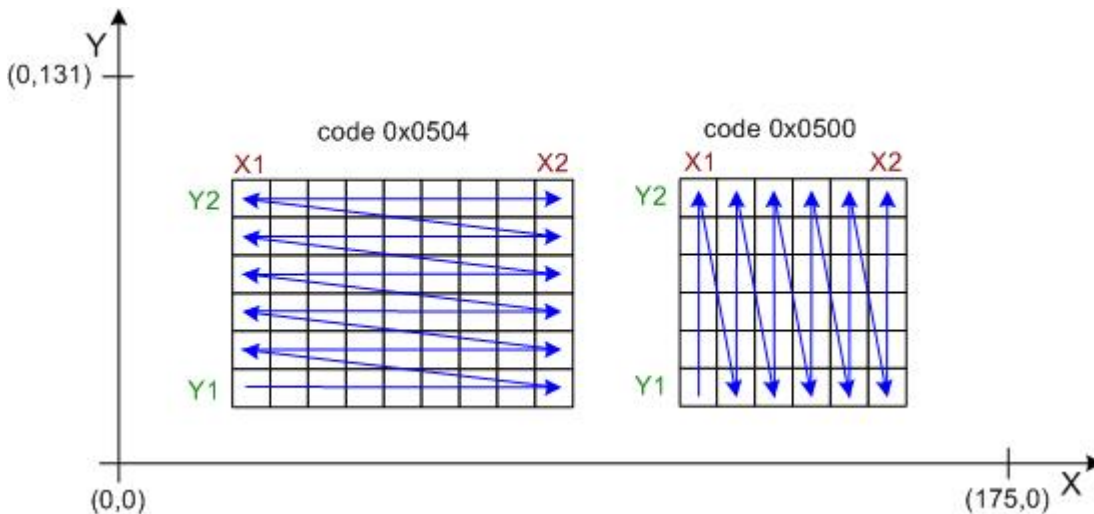 Y
(0,131)
code 0x0504
code 0x0500
X1 X2
X1 X2
Y2
Y2
Y1
Y1
X
(0,0)
(175,0)